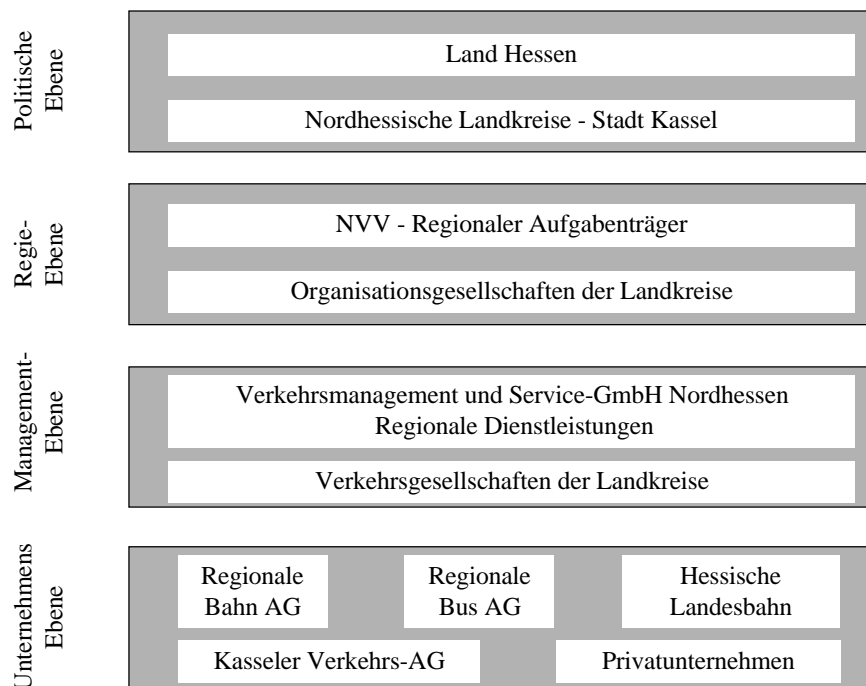 Politische
Ebene
Land Hessen
Nordhessische Landkreise - Stadt Kassel
Regie-
Ebene
NVV - Regionaler Aufgabenträger
Organisationsgesellschaften der Landkreise
Management-
Ebene
Verkehrsmanagement und Service-GmbH Nordhessen
Regionale Dienstleistungen
Verkehrsgesellschaften der Landkreise
Unternehmens
Ebene
Regionale
Bahn AG
Regionale
Bus AG
Hessische
Landesbahn
Kasseler Verkehrs-AG
Privatunternehmen